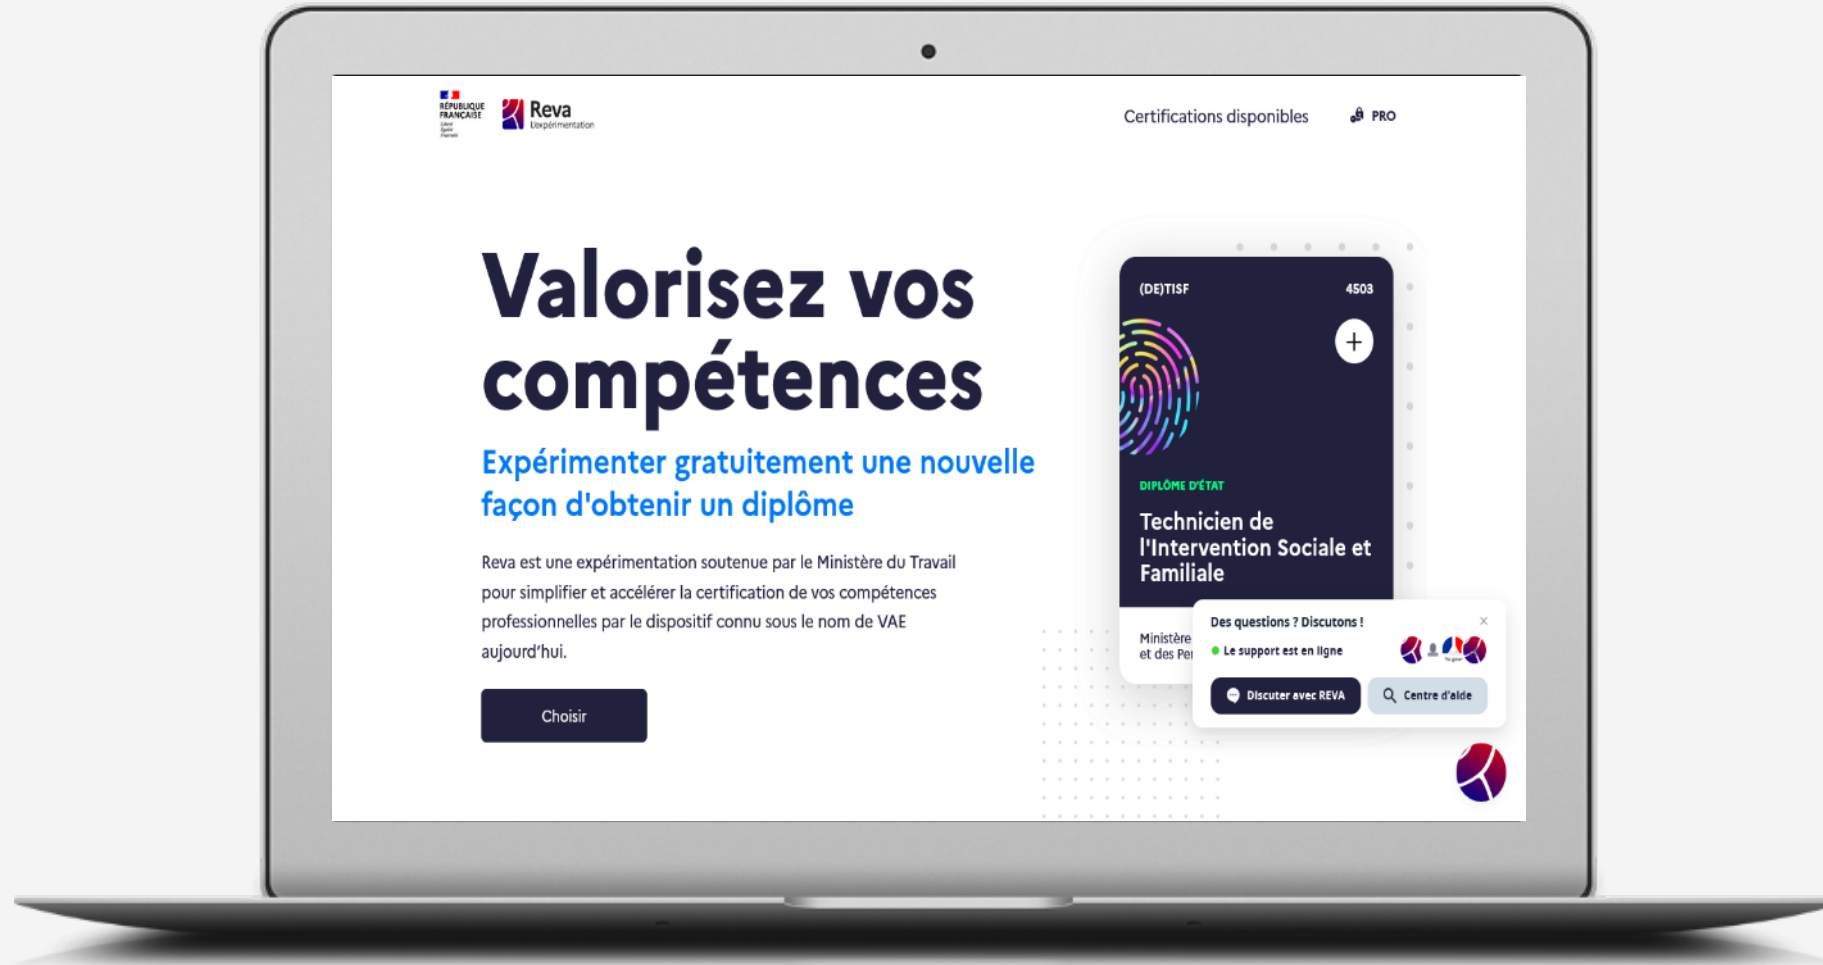 RÉPUBLIQUE
FRANÇAISE
Liberté
Égalité
Fraternité
Reva
L'expérimentation
Certifications disponibles
PRO
Valorisez vos
compétences
Expérimenter gratuitement une nouvelle
façon d'obtenir un diplôme
Reva est une expérimentation soutenue par le Ministère du Travail
pour simplifier et accélérer la certification de vos compétences
professionnelles par le dispositif connu sous le nom de VAE
aujourd'hui.
Choisir
(DE)TISF 4503
DIPLÔME D'ÉTAT
Technicien de
l'Intervention Sociale et
Familiale
Ministère
et des Per
Des questions ? Discutons !
Le support est en ligne
Discuter avec REVA
Centre d'aide